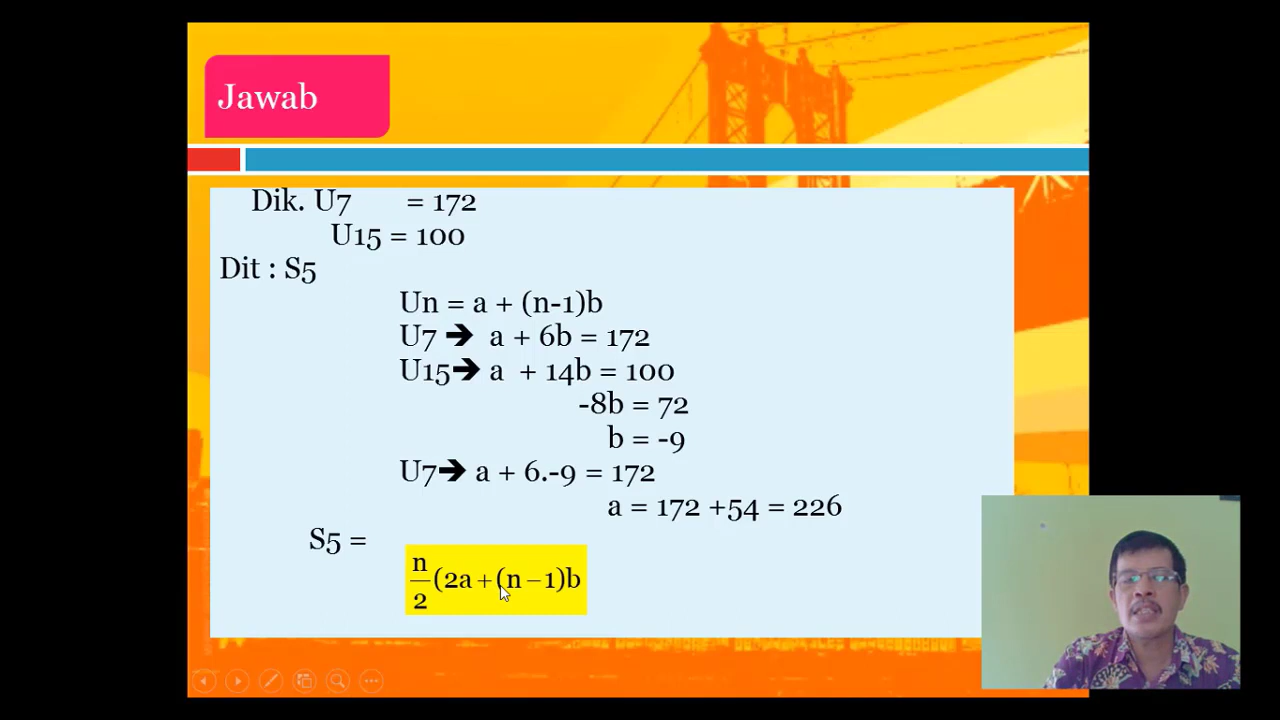 Jawab
Dik. U7 = 172
U15 = 100
Dit : S5
Un = a + (n-1)b
U7 ➔ a + 6b = 172
U15➔ a + 14b = 100
-8b = 72
b = -9
U7➔ a + 6.-9 = 172
a = 172 +54 = 226
S5 =
n/2 (2a+(n−1)b